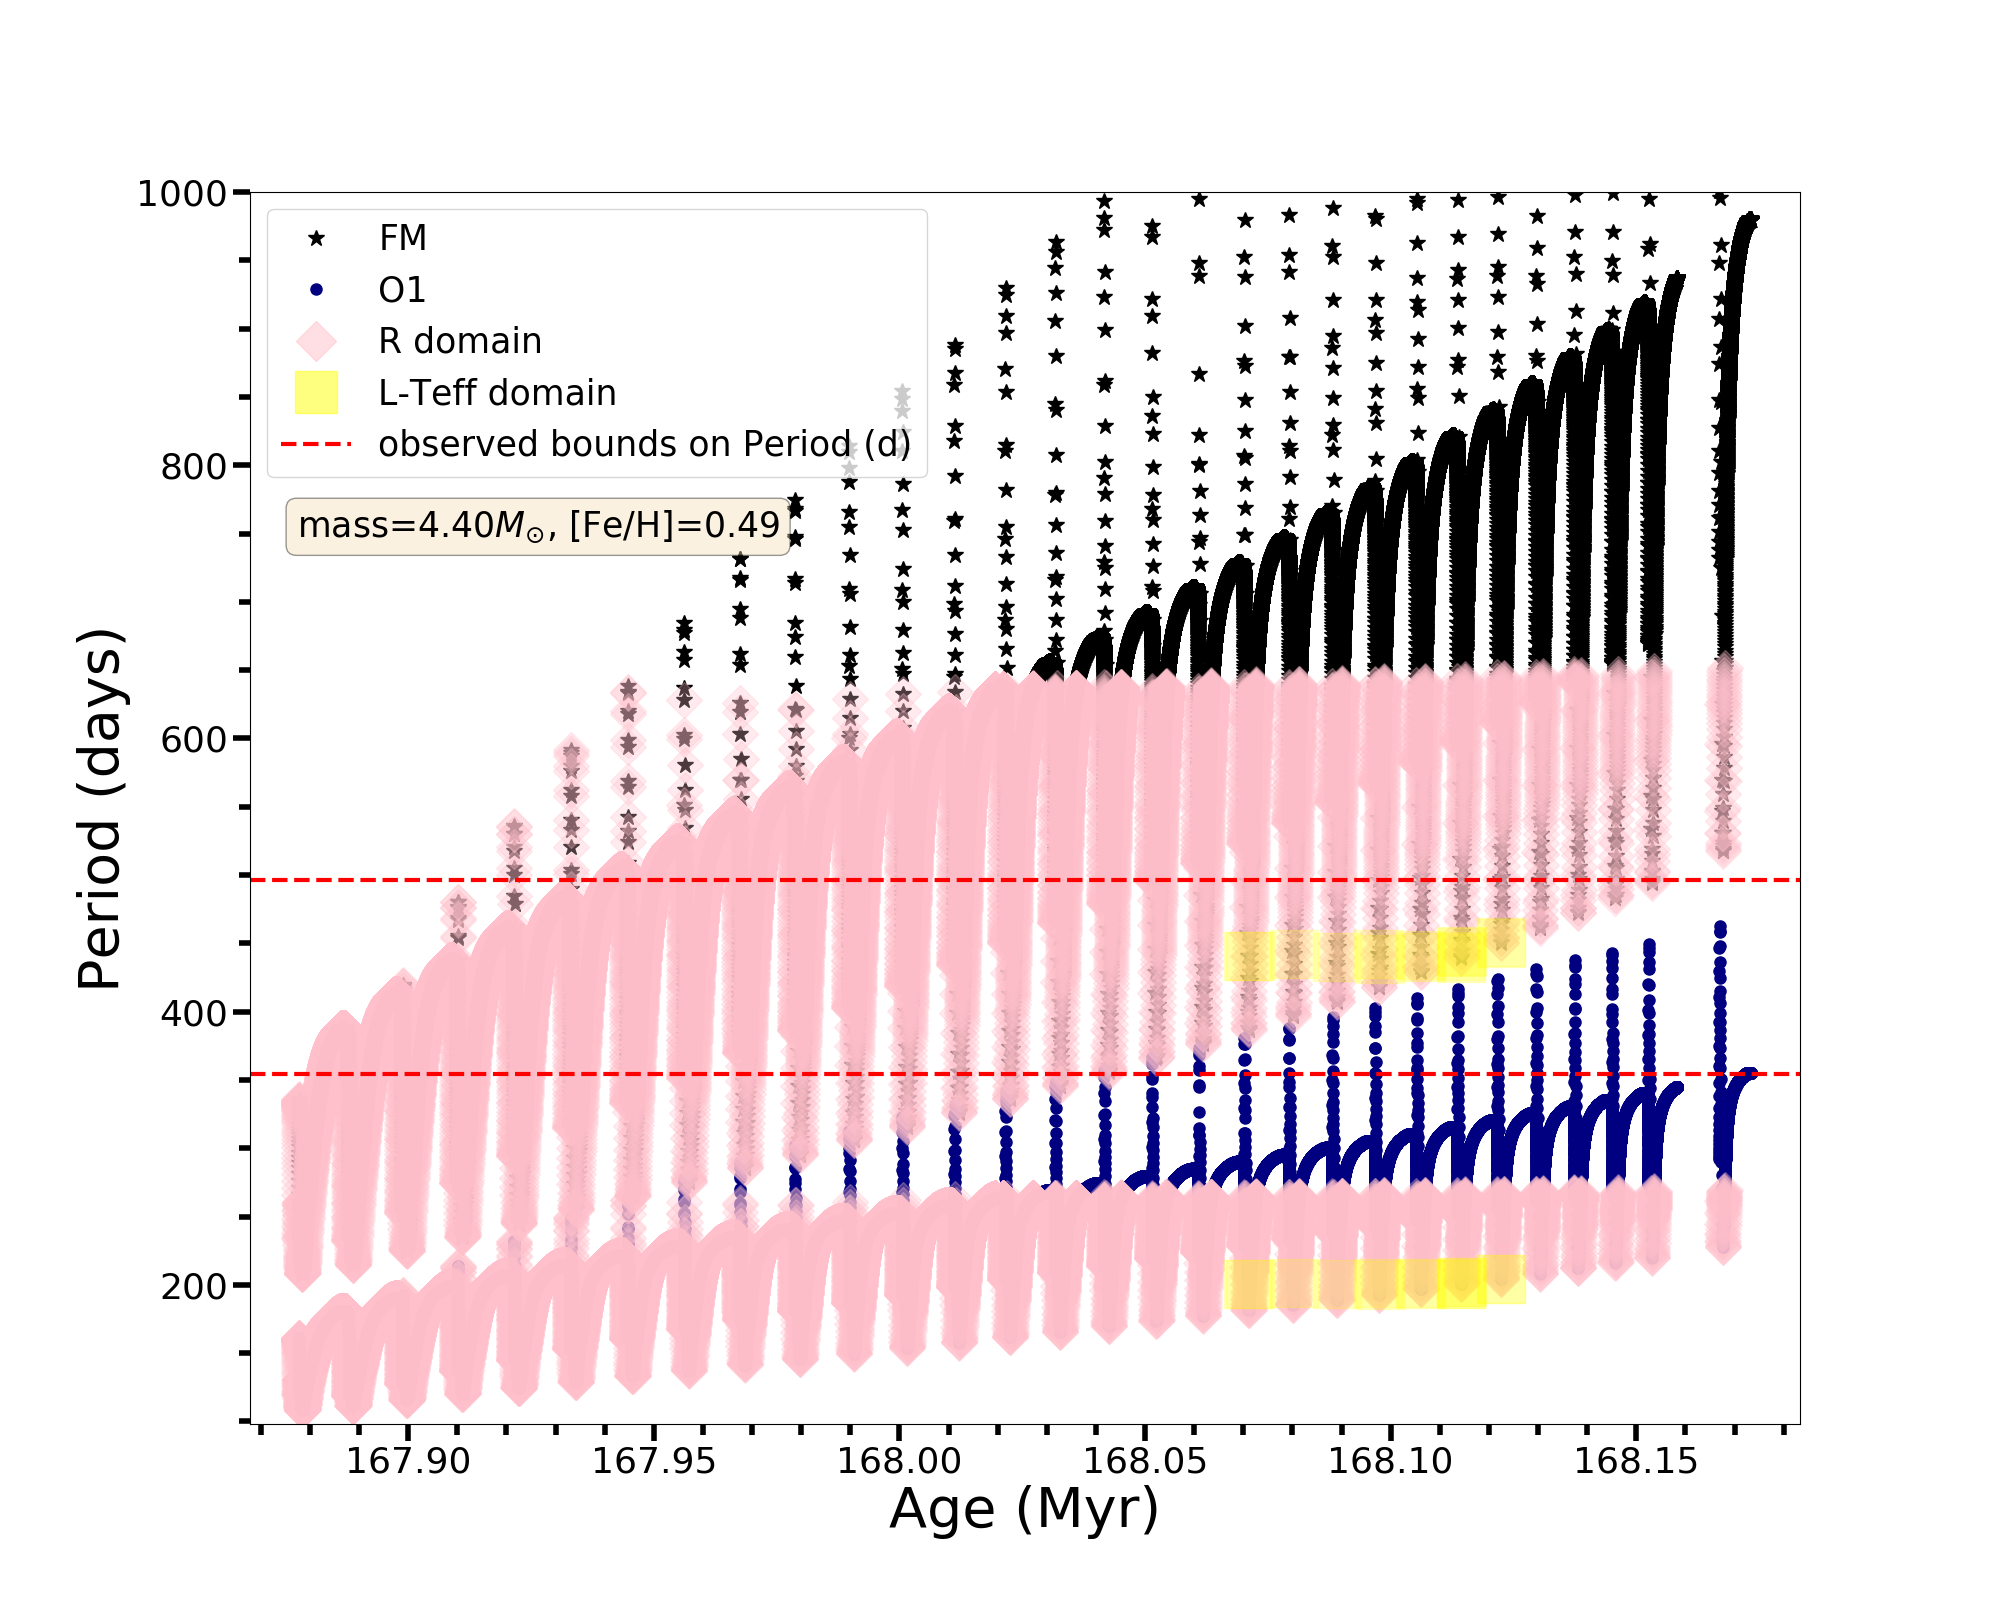 1000
800
600
400
200
Period (days)
FM
O1
R domain
L-Teff domain
observed bounds on Period (d)
mass=4.40M☉, [Fe/H]=0.49
167.90 167.95 168.00 168.05 168.10 168.15
Age (Myr)